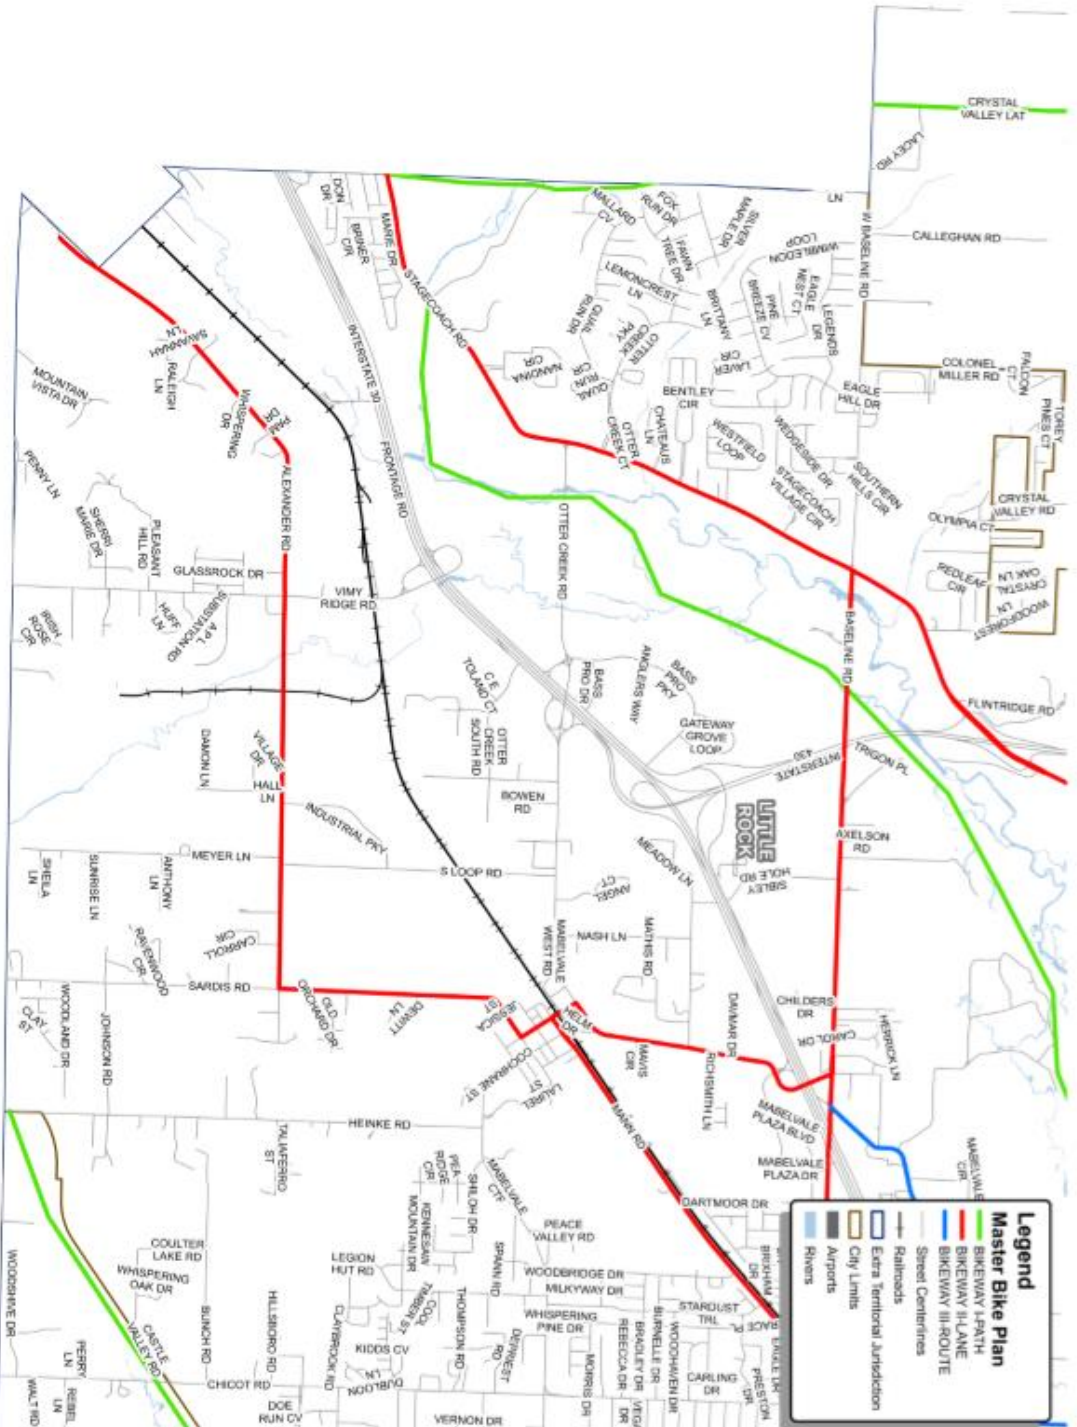 CRYSTAL
VALLEY LAT
LACEY RD
LN
W BASELINE RD
CALLEGHAN RD
COLONEL
MILLER RD
FALCON
CT
TOREY
PINES CT
CRYSTAL
VALLEY RD
OLYMPIA CT
REDLEAF
CIR
CRYSTAL
OAK LN
WOODFOREST
LN
FLINTRIDGE RD
DON
DR
BRINER
CIR
MARIE DR
STAGECOACH RD
MALLARD
CV
FOX
RUN DR
FAWN
TREE DR
SILVER
MAPLE DR
WIMBLEDON
LOOP
EAGLE
NEST CT
LEGENDS
DR
PINE
BREEZE CV
BRITTANY
LN
LEMONCREST
LN
QUAIL
RUN DR
OTTER
CREEK
PKY
NANDINA
CIR
QUAIL
RUN
CIR
LAVER
CIR
BENTLEY
CIR
EAGLE
HILL DR
CHATEAUS
LN
OTTER
CREEK CT
WESTFIELD
LOOP
WEDGESIDE DR
STAGECOACH
VILLAGE CIR
SOUTHERN
HILLS CIR
INTERSTATE 30
FRONTAGE RD
OTTER CREEK RD
BASELINE RD
SAVANNAH
LN
RALEIGH
LN
WHISPERING
DR
PAM
DR
ALEXANDER RD
MOUNTAIN
VISTA DR
PENNY LN
SHERRI
MARIE DR
PLEASANT
HILL RD
GLASSROCK DR
HUFF
LN
A P L
SUBSTATION RD
IRISH
ROSE
CIR
VIMY
RIDGE RD
C E
TOLAND CT
OTTER
CREEK
SOUTH RD
BASS
PRO DR
ANGLERS WAY
BASS
PRO
PKY
GATEWAY
GROVE
LOOP
INTERSTATE
430
TRIGON PL
BOWEN
RD
LITTLE
ROCK
AXELSON
RD
SIBLEY
HOLE RD
MEADOW LN
ANGEL
CT
DAMON LN
VILLAGE
DR
HALL
LN
INDUSTRIAL PKY
MEYER LN
S LOOP RD
SHEILA
LN
SUNRISE LN
ANTHONY
LN
RAVENWOOD
CIR
CARROLL
CIR
SARDIS RD
MABELVALE
WEST RD
NASH LN
MATHIS RD
CHILDERS
DR
CAROL DR
HERRICK LN
DAVMAR DR
HELM
DR
MAVIS
CIR
RICHSMITH LN
OLD
ORCHARD DR
DEWITT
LN
JESSICA
ST
COCHRANE ST
LAUREL
ST
CLAY
ST
WOODLAND DR
JOHNSON RD
HEINKE RD
TALIAFERRO
ST
MANN RD
MABELVALE
PLAZA BLVD
MABELVALE
PLAZA DR
MABELVALE
CIR
DARTMOOR DR
PEA
RIDGE
CIR
SHILOH DR
MABELVALE
CTF
KENNESAW
MOUNTAIN DR
SPANN RD
PEACE
VALLEY RD
WOODBRIDGE DR
MILKYWAY DR
WHISPERING
PINE DR
STARDUST
TRL
BRIXHAM
DR
COULTER
LAKE RD
WHISPERING
OAK DR
CASTLE
VALLEY RD
BUNCH RD
HILLSBORO RD
LEGION
HUT RD
CLAYBROOK RD
COOL
TIMBER ST
KIDDS CV
DUBLOON
LN
THOMPSON RD
DEPRIEST
RD
MORRIS DR
REBECCA DR
BRADLEY DR
BURNELLE DR
WOODHAVEN DR
CARLING
DR
PRESTON
DR
EAGLE DR
VEGA
DR
WOODSHIVE DR
PERRY
LN
REBEL
LN
WALT RD
CHICOT RD
DOE
RUN CV
VERNON DR
Legend
Master Bike Plan
BIKEWAY I-PATH
BIKEWAY II-LANE
BIKEWAY III-ROUTE
Street Centerlines
Railroads
Extra Territorial Jurisdiction
City Limits
Airports
Rivers